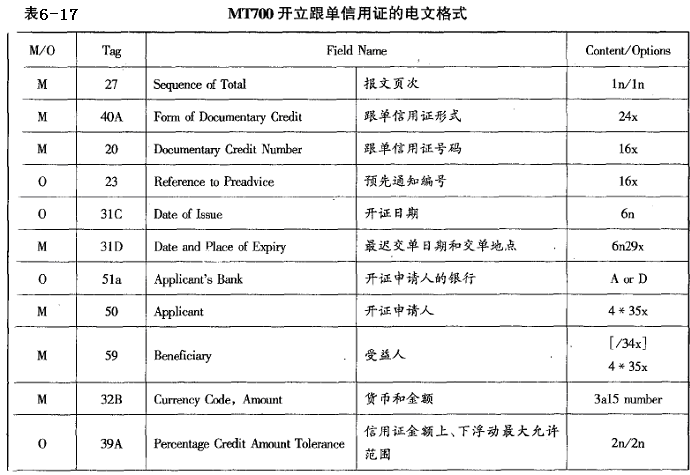 表6-17 MT700 开立跟单信用证的电文格式
M/O Tag Field Name Content/Options
M 27 Sequence of Total 报文页次 1n/1n
M 40A Form of Documentary Credit 跟单信用证形式 24x
M 20 Documentary Credit Number 跟单信用证号码 16x
O 23 Reference to Preadvice 预先通知编号 16x
O 31C Date of Issue 开证日期 6n
M 31D Date and Place of Expiry 最迟交单日期和交单地点 6n29x
O 51a Applicant's Bank 开证申请人的银行 A or D
M 50 Applicant 开证申请人 4*35x
M 59 Beneficiary 受益人 [/34x]
4*35x
M 32B Currency Code, Amount 货币和金额 3a15 number
O 39A Percentage Credit Amount Tolerance 信用证金额上、下浮动最大允许
范围 2n/2n